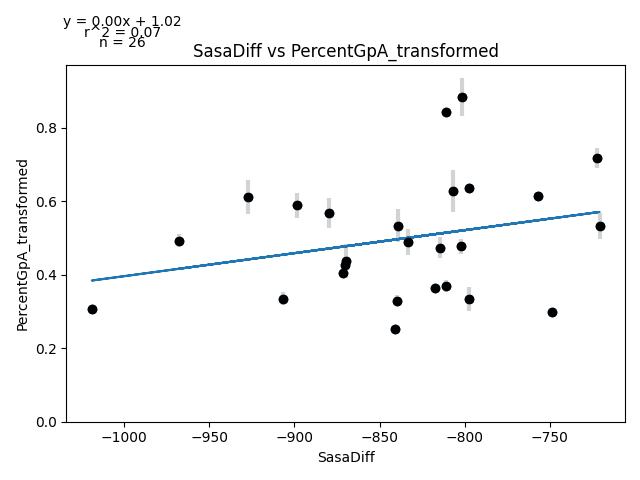 y = 0.00x + 1.02
r^2 = 0.07
n = 26
SasaDiff vs PercentGpA_transformed
PercentGpA_transformed
0.8
0.6
0.4
0.2
0.0
−1000 −950 −900 −850 −800 −750
SasaDiff